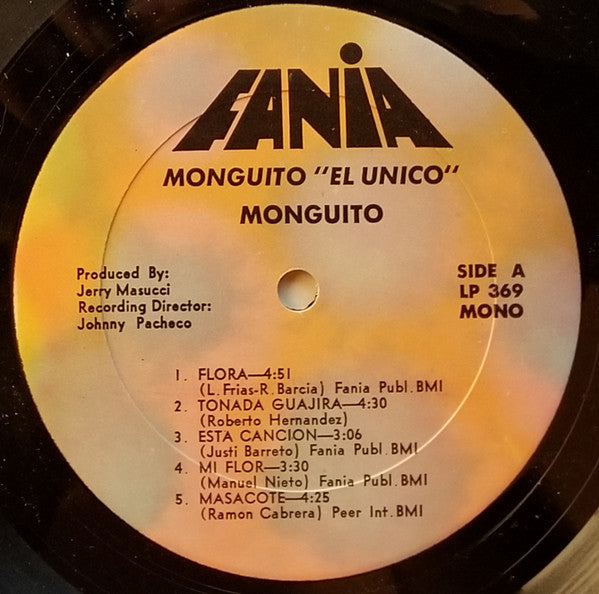 FANIA
MONGUITO "EL UNICO"
MONGUITO
Produced By:
Jerry Masucci
Recording Director:
Johnny Pacheco
SIDE A
LP 369
MONO
1. FLORA—4:51
(L. Frias-R. Barcia) Fania Publ. BMI
2. TONADA GUAJIRA—4:30
(Roberto Hernandez)
3. ESTA CANCION—3:06
(Justi Barreto) Fania Publ. BMI
4. MI FLOR—3:30
(Manuel Nieto) Fania Publ. BMI
5. MASACOTE—4:25
(Ramon Cabrera) Peer Int. BMI